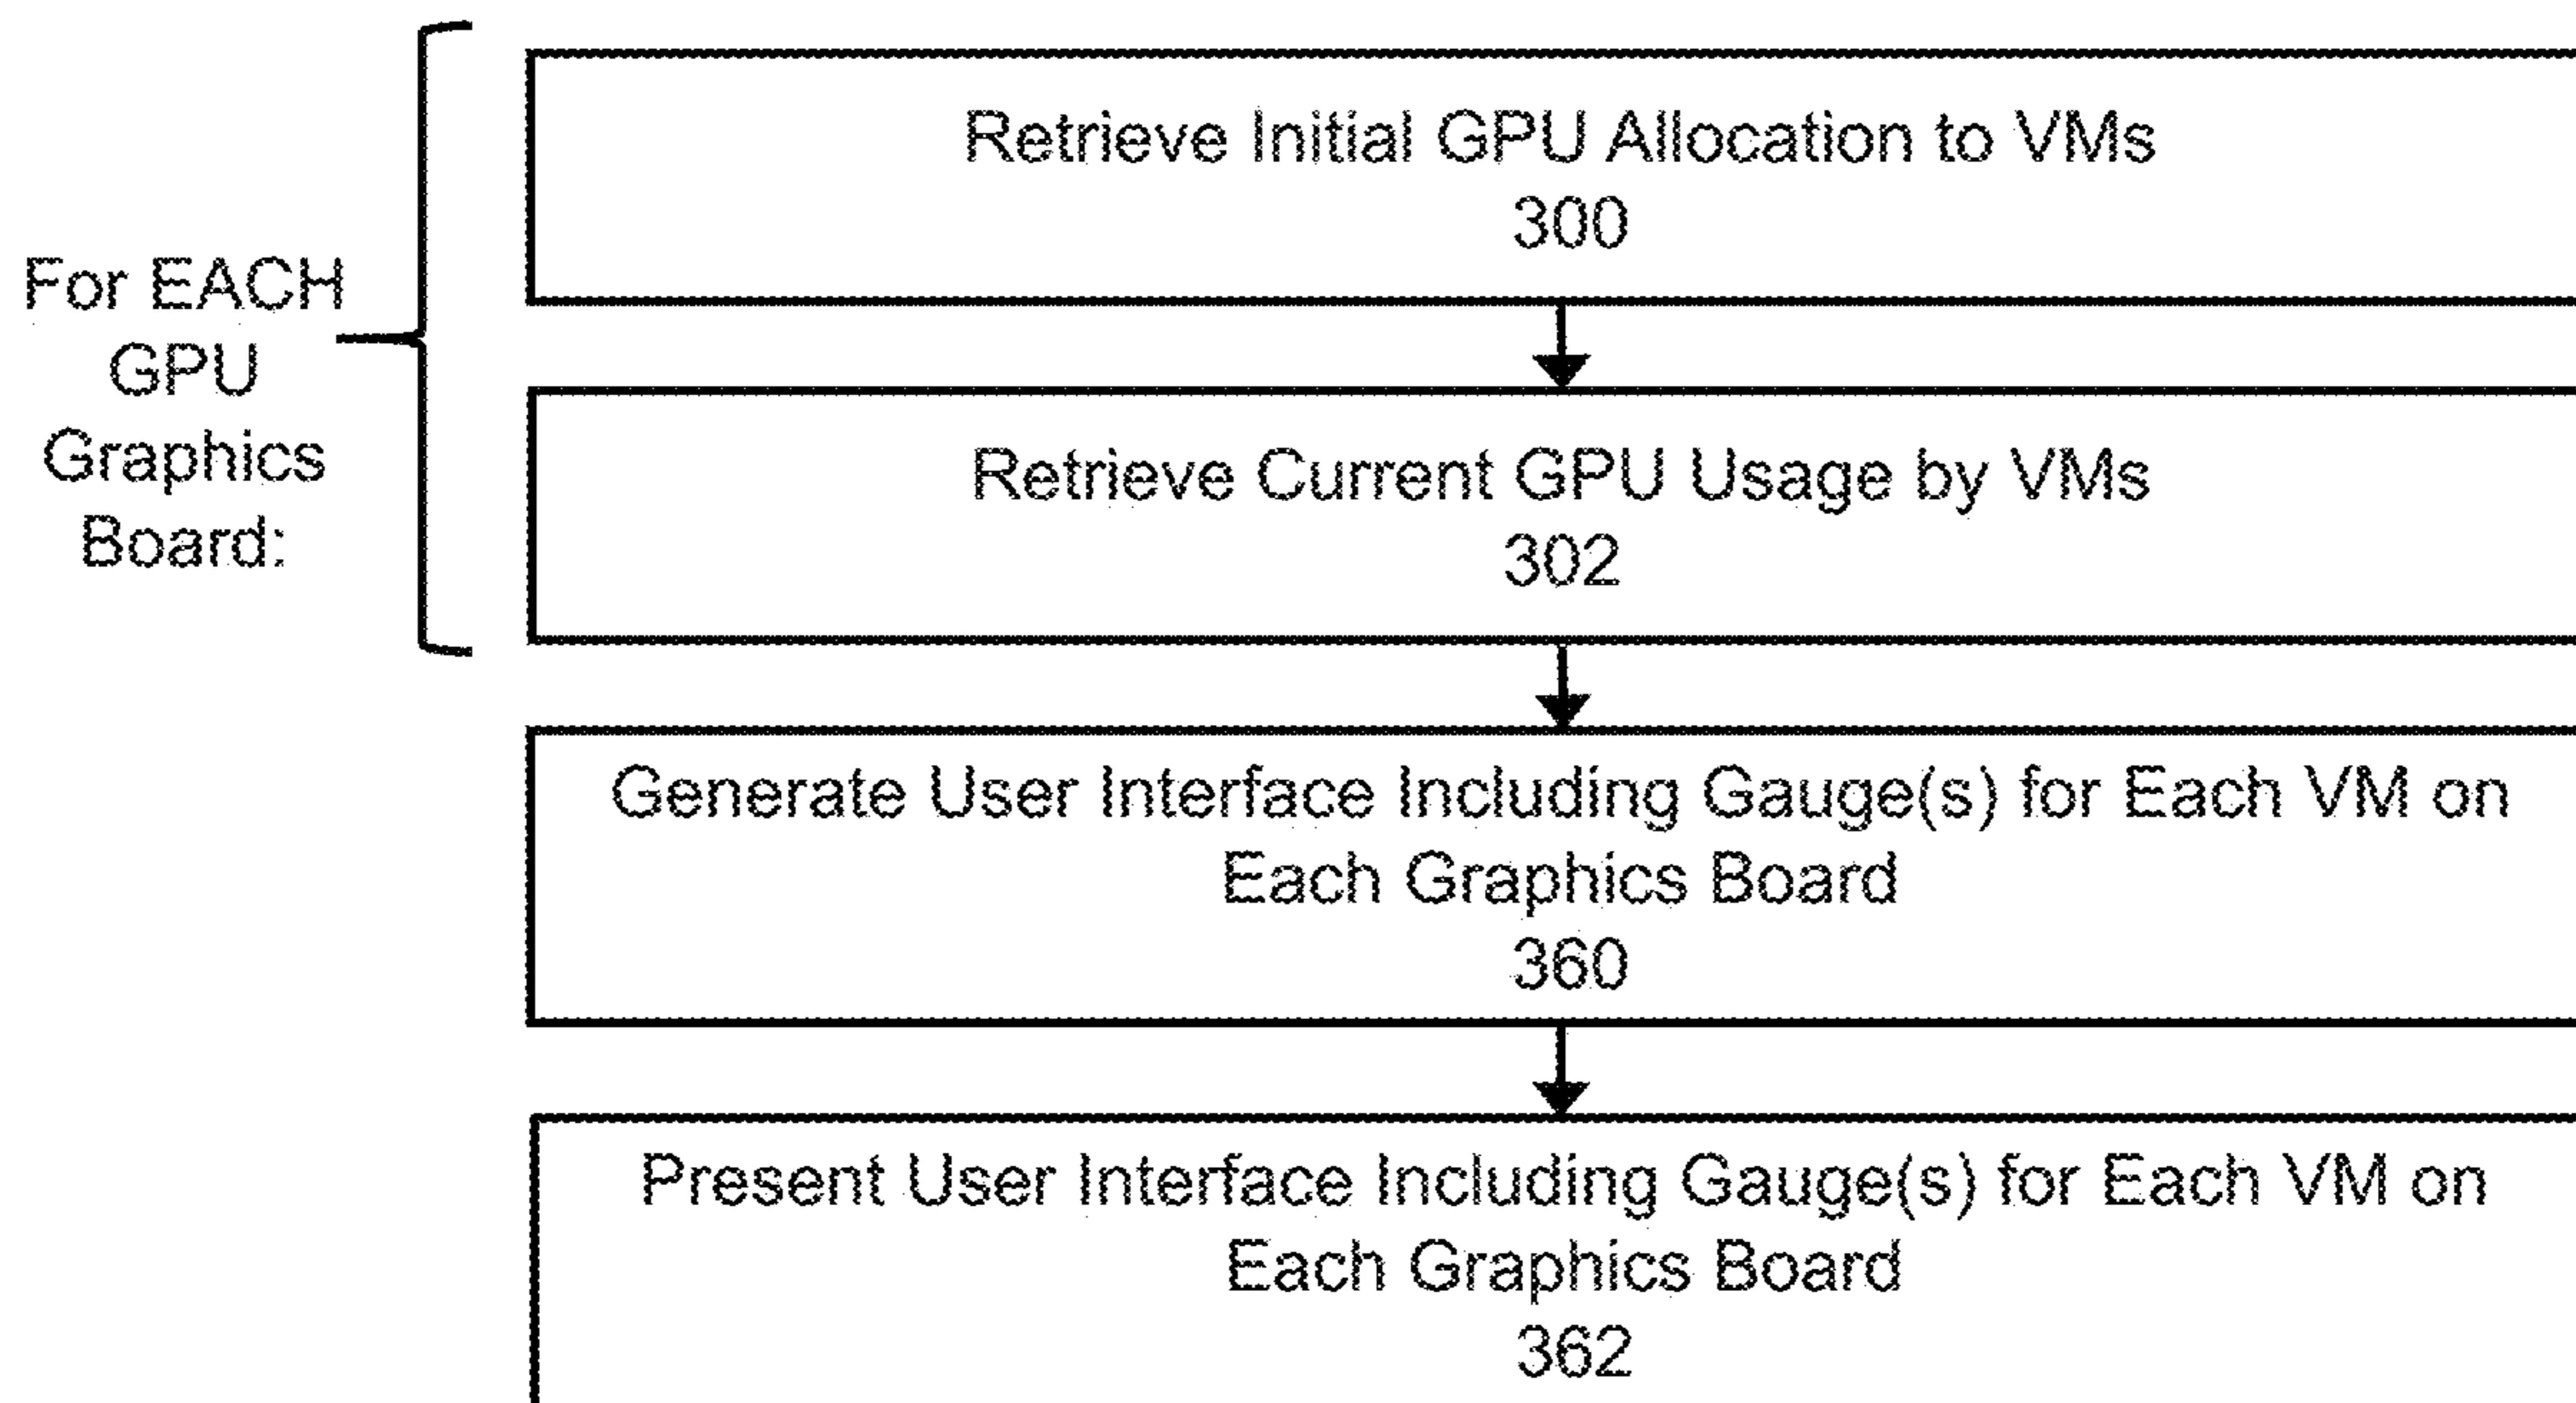 For EACH
GPU
Graphics
Board:
Retrieve Initial GPU Allocation to VMs
300
Retrieve Current GPU Usage by VMs
302
Generate User Interface Including Gauge(s) for Each VM on
Each Graphics Board
360
Present User Interface Including Gauge(s) for Each VM on
Each Graphics Board
362